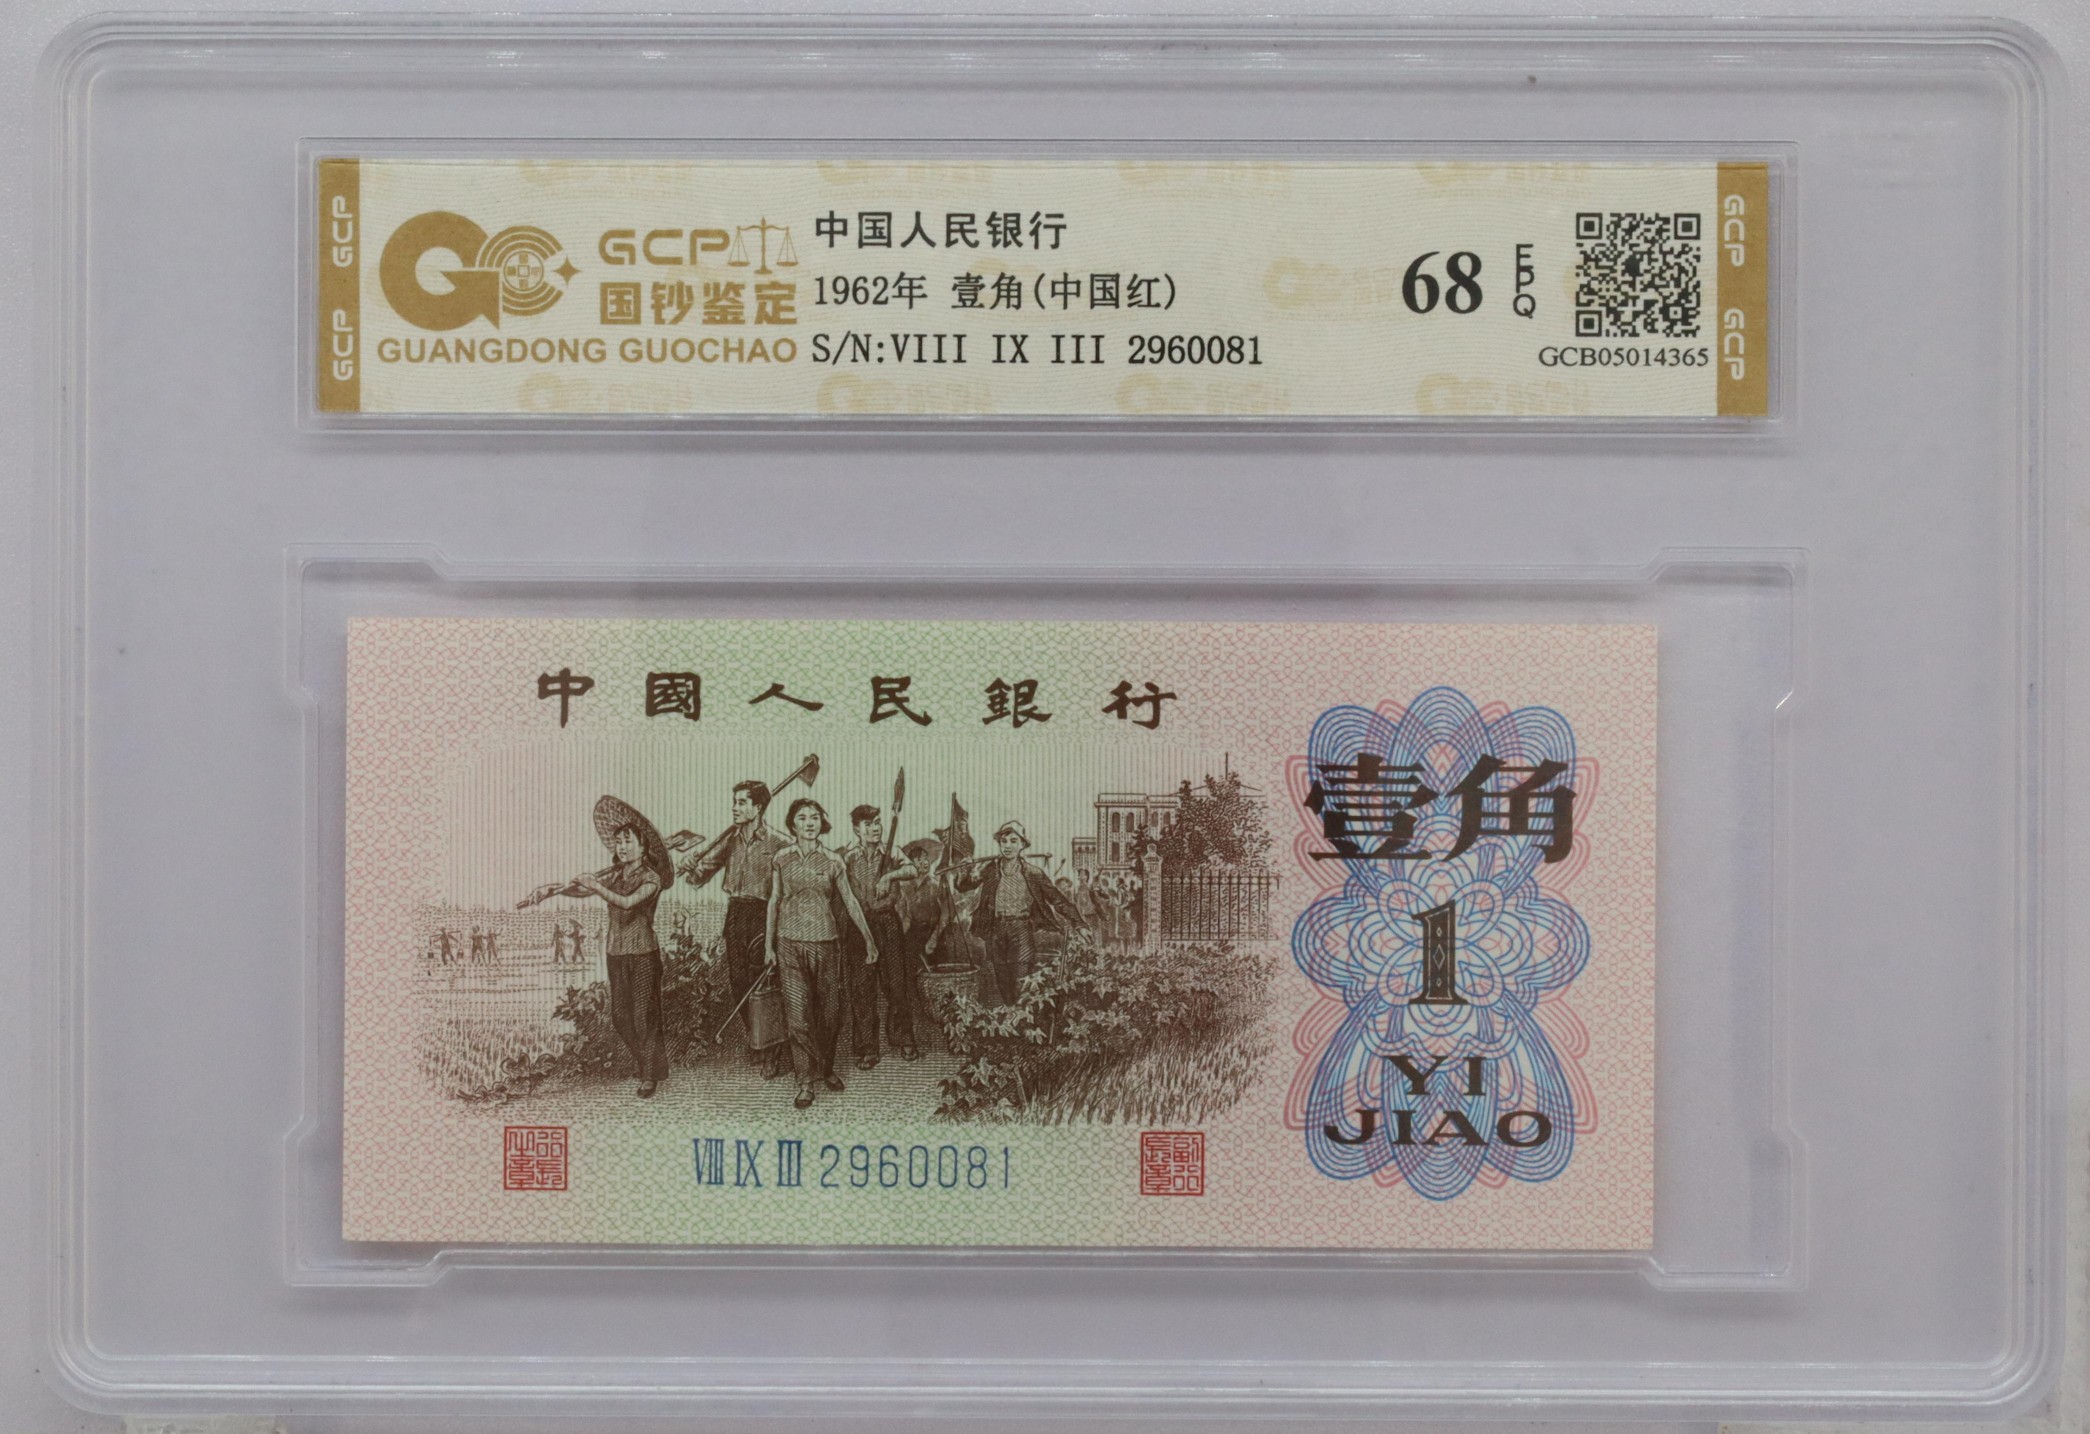 GCP
GCP
GCP
国钞鉴定
GUANGDONG GUOCHAO
中国人民银行
1962年 壹角(中国红)
S/N:VIII IX III 2960081
68
EPQ
GCB05014365
GCP
GCP
中國人民銀行
壹角
1
YI
JIAO
VIII IX III 2960081